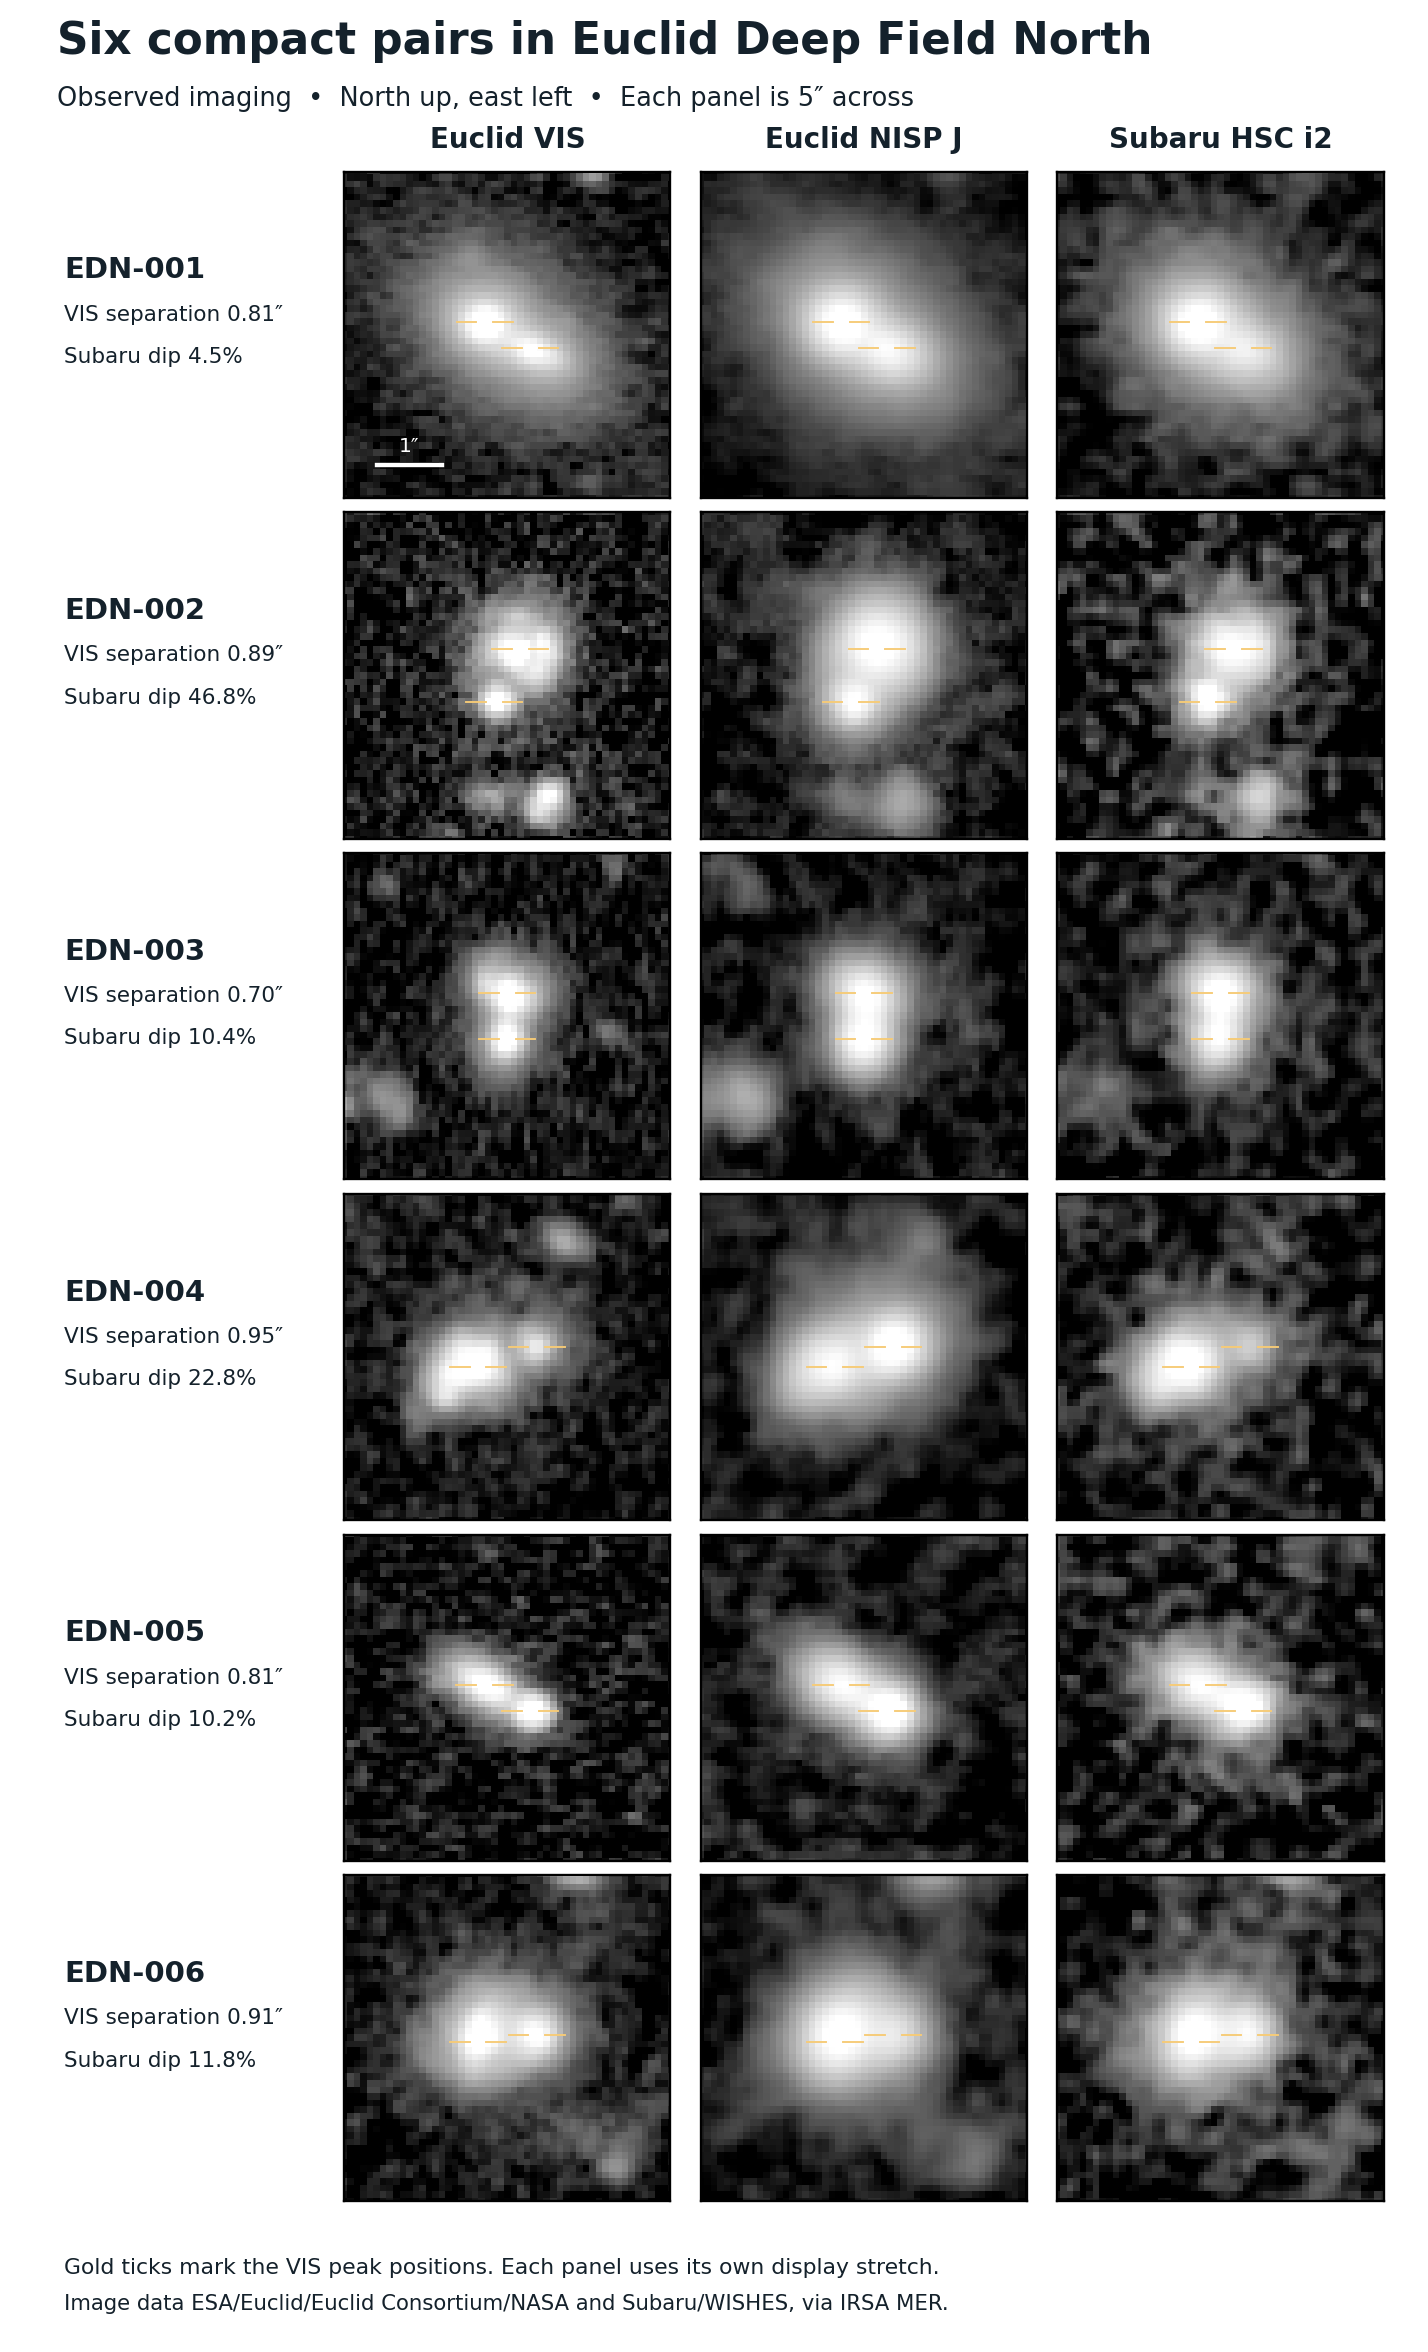 Six compact pairs in Euclid Deep Field North
Observed imaging • North up, east left • Each panel is 5″ across
Euclid VIS Euclid NISP J Subaru HSC i2
EDN-001
VIS separation 0.81″
Subaru dip 4.5%
1″
EDN-002
VIS separation 0.89″
Subaru dip 46.8%
EDN-003
VIS separation 0.70″
Subaru dip 10.4%
EDN-004
VIS separation 0.95″
Subaru dip 22.8%
EDN-005
VIS separation 0.81″
Subaru dip 10.2%
EDN-006
VIS separation 0.91″
Subaru dip 11.8%
Gold ticks mark the VIS peak positions. Each panel uses its own display stretch.
Image data ESA/Euclid/Euclid Consortium/NASA and Subaru/WISHES, via IRSA MER.